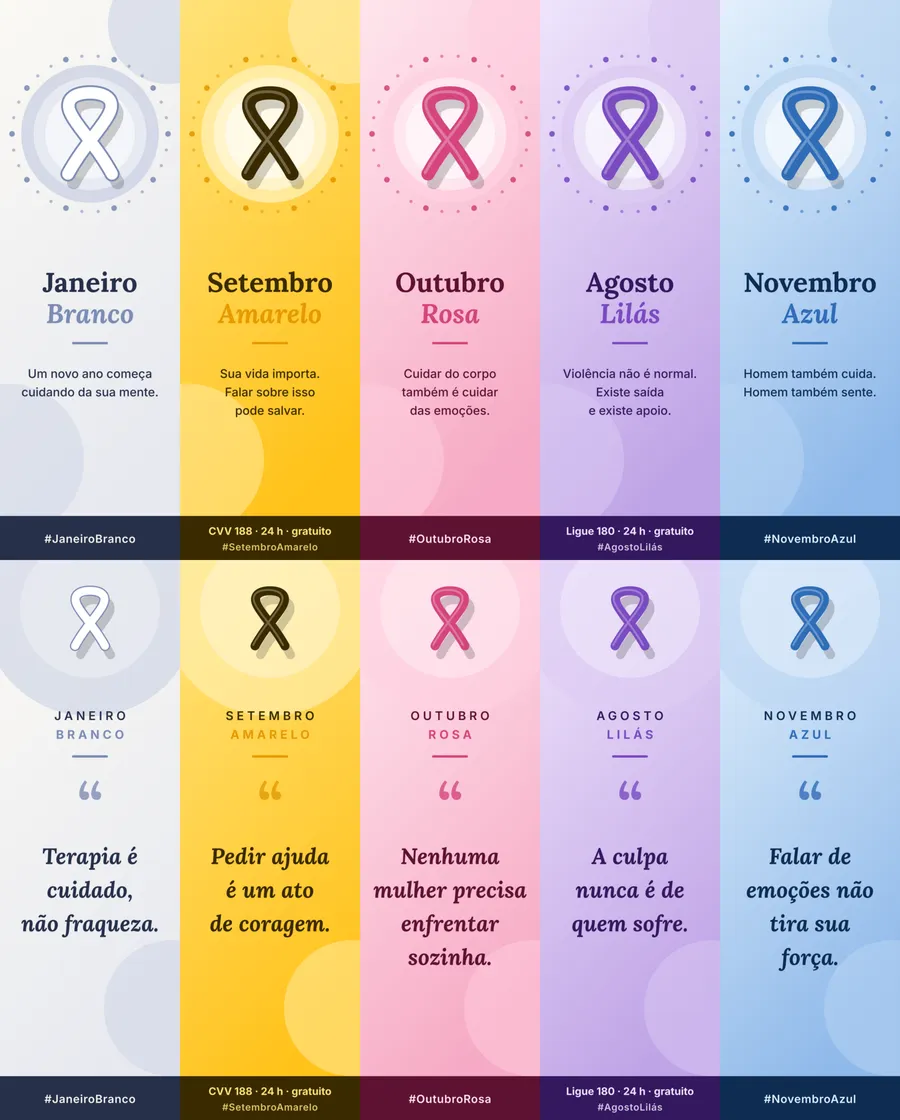 Janeiro
Branco
Um novo ano começa
cuidando da sua mente.
#JaneiroBranco
Setembro
Amarelo
Sua vida importa.
Falar sobre isso
pode salvar.
CVV 188 · 24 h · gratuito
#SetembroAmarelo
Outubro
Rosa
Cuidar do corpo
também é cuidar
das emoções.
#OutubroRosa
Agosto
Lilás
Violência não é normal.
Existe saída
e existe apoio.
Ligue 180 · 24 h · gratuito
#AgostoLilás
Novembro
Azul
Homem também cuida.
Homem também sente.
#NovembroAzul
JANEIRO
BRANCO
“
Terapia é
cuidado,
não fraqueza.
#JaneiroBranco
SETEMBRO
AMARELO
“
Pedir ajuda
é um ato
de coragem.
CVV 188 · 24 h · gratuito
#SetembroAmarelo
OUTUBRO
ROSA
“
Nenhuma
mulher precisa
enfrentar
sozinha.
#OutubroRosa
AGOSTO
LILÁS
“
A culpa
nunca é de
quem sofre.
Ligue 180 · 24 h · gratuito
#AgostoLilás
NOVEMBRO
AZUL
“
Falar de
emoções não
tira sua
força.
#NovembroAzul